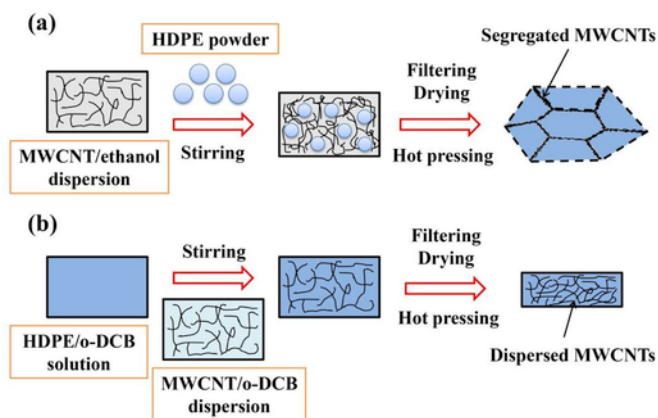 (a)
HDPE powder
Segregated MWCNTs
Filtering
Drying
Stirring
Hot pressing
MWCNT/ethanol
dispersion
(b)
Stirring
Filtering
Drying
Hot pressing
HDPE/o-DCB
solution
MWCNT/o-DCB
dispersion
Dispersed MWCNTs